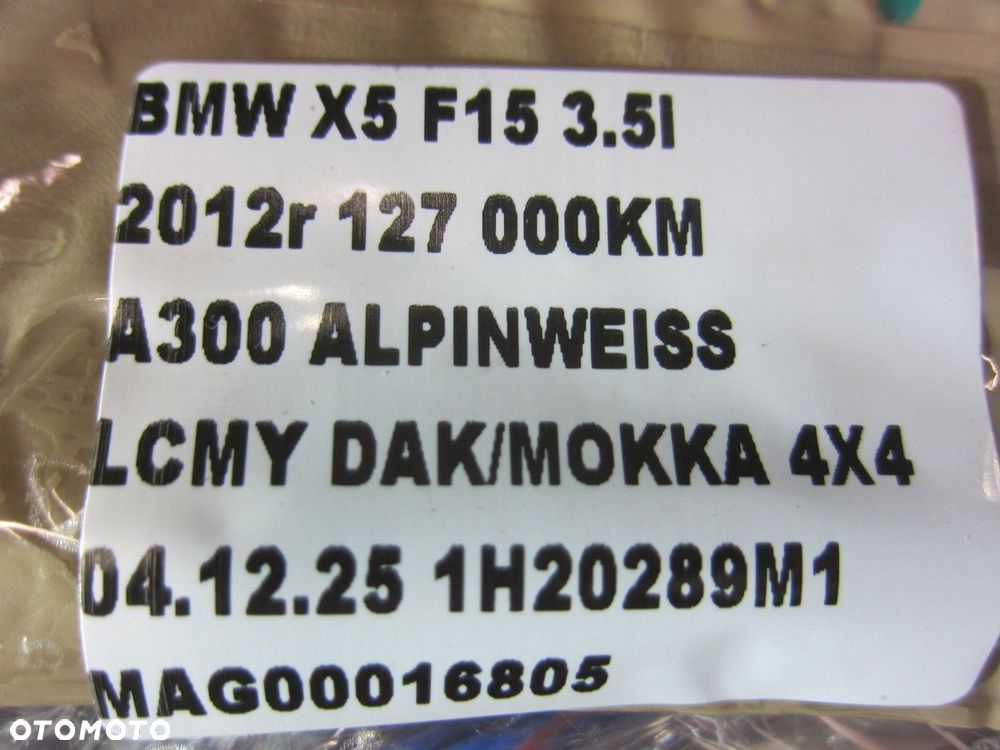 BMW X5 F15 3.5I
2012r 127 000KM
A300 ALPINWEISS
LCMY DAK/MOKKA 4X4
04.12.25 1H20289M1
MAG00016805
OTOMOTO